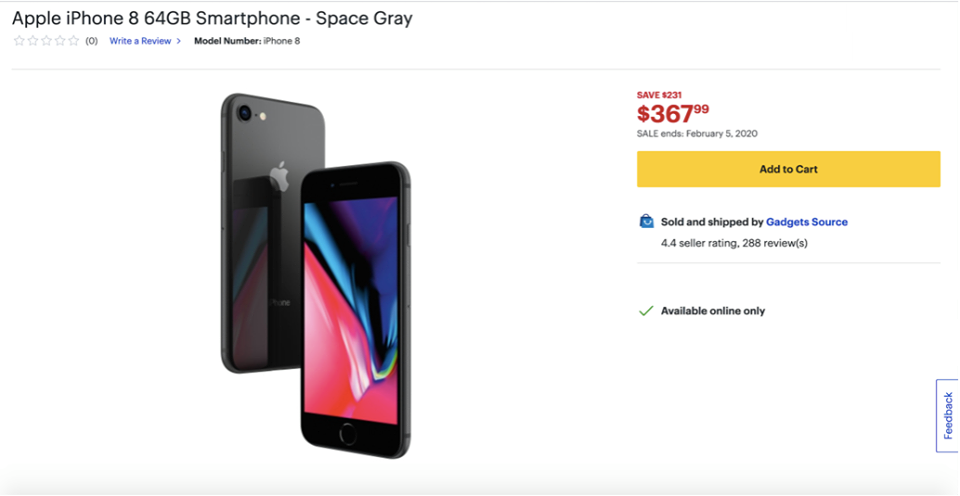 Apple iPhone 8 64GB Smartphone - Space Gray
(0) Write a Review > Model Number: iPhone 8
SAVE $231
$36799
SALE ends: February 5, 2020
Add to Cart
Sold and shipped by Gadgets Source
4.4 seller rating, 288 review(s)
Available online only
iPhone
Feedback